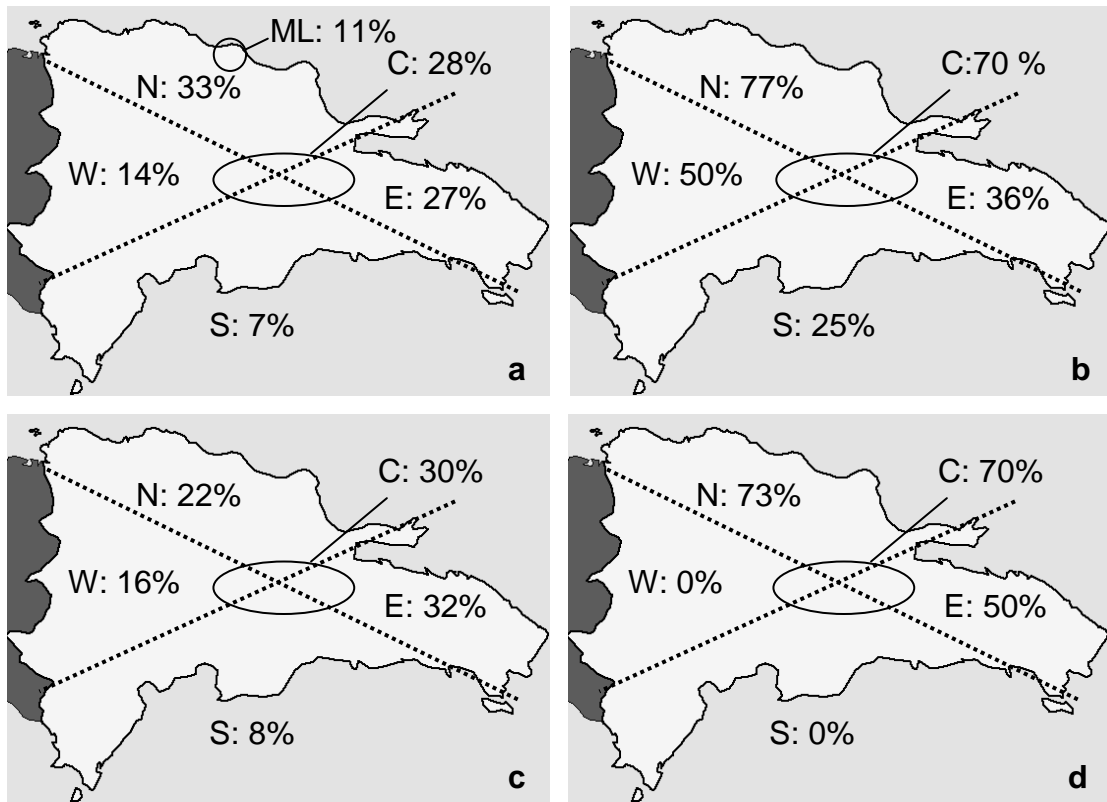 ML: 11%
C: 28%
N: 33%
W: 14%
E: 27%
S: 7%
a
C:70 %
N: 77%
W: 50%
E: 36%
S: 25%
b
C: 30%
N: 22%
W: 16%
E: 32%
S: 8%
c
C: 70%
N: 73%
W: 0%
E: 50%
S: 0%
d